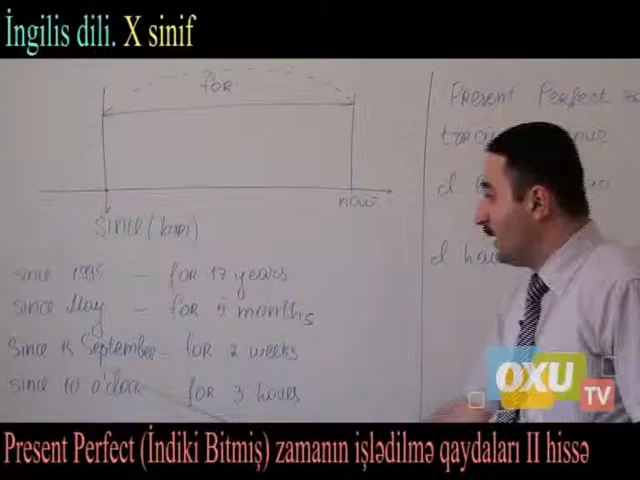 İngilis dili. X sinif
for
now
since (
since 1995 – for 17 years
since May – for 5 months
since 15 September – for 2 weeks
since 10 o'clock for 3 hours
Present Perfect
I
I ha
OXU
TV
Present Perfect (İndiki Bitmiş) zamanın işlədilmə qaydaları II hissə